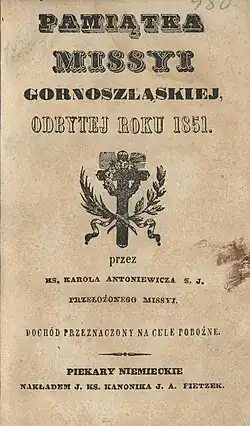 780
PAMIĄTKA
MISSYI
GORNOSZLĄSKIEJ,
ODBYTEJ ROKU 1851.
przez
KS. KAROLA ANTONIEWICZA S. J.
PRZEŁOŻONEGO MISSYI.
DOCHÓD PRZEZNACZONY NA CELE POBOŻNE.
PIEKARY NIEMIECKIE
NAKŁADEM J. KS. KANONIKA J. A. FIETZEK.